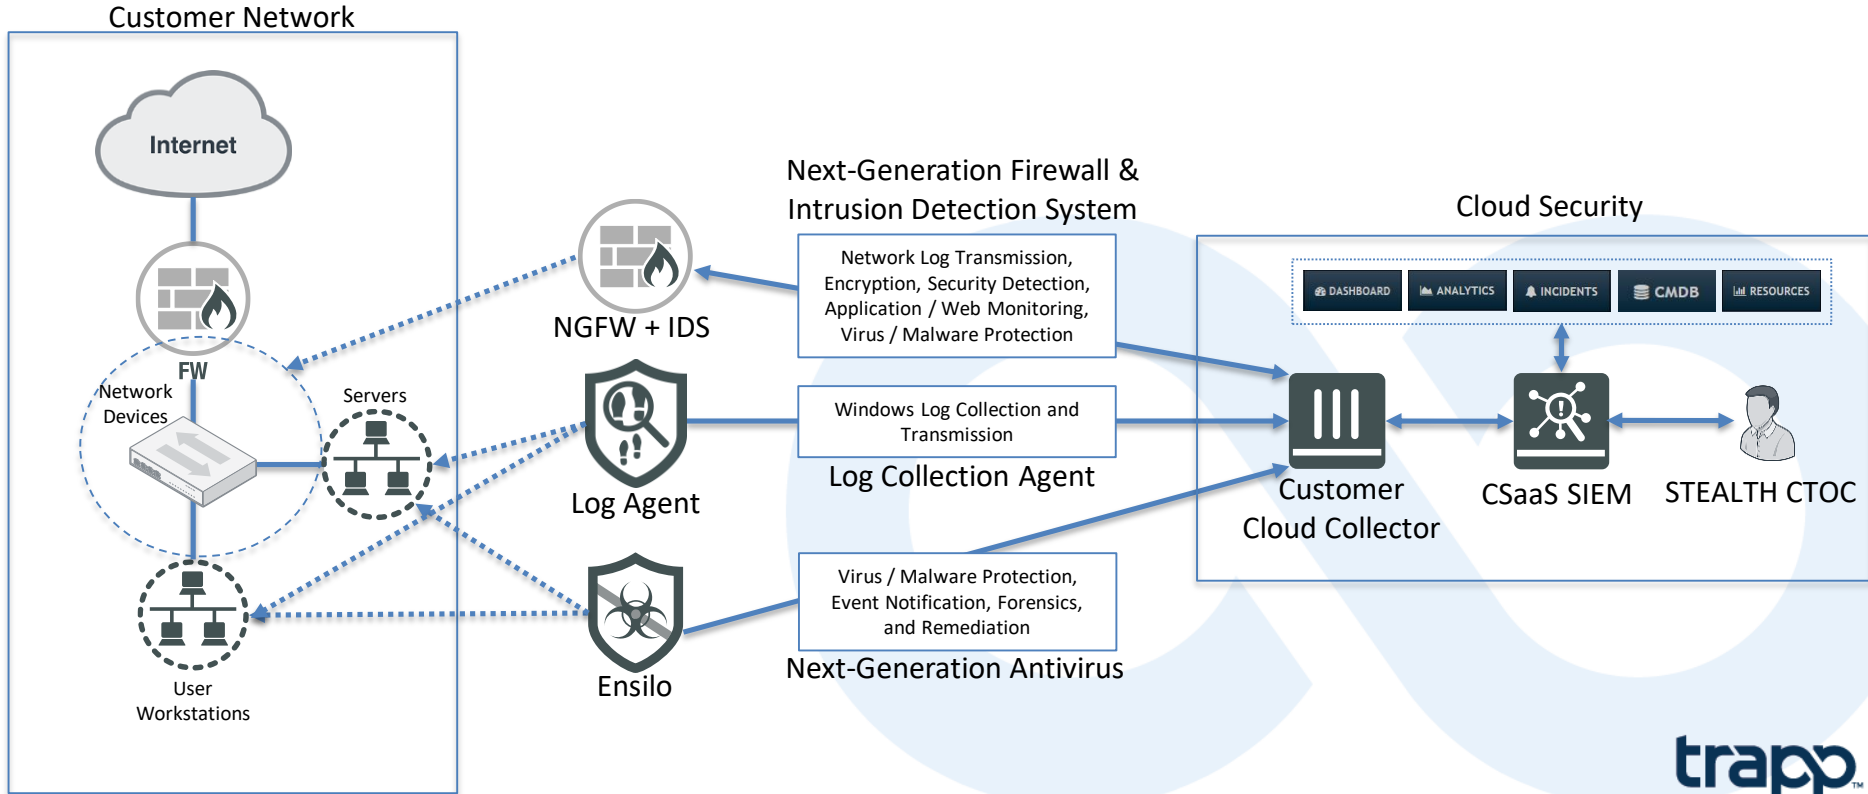 Customer Network
Internet
FW
Network
Devices
Servers
User
Workstations
NGFW + IDS
Log Agent
Ensilo
Next-Generation Firewall &
Intrusion Detection System
Network Log Transmission,
Encryption, Security Detection,
Application / Web Monitoring,
Virus / Malware Protection
Windows Log Collection and
Transmission
Log Collection Agent
Virus / Malware Protection,
Event Notification, Forensics,
and Remediation
Next-Generation Antivirus
Cloud Security
DASHBOARD
ANALYTICS
INCIDENTS
CMDB
RESOURCES
Customer
Cloud Collector
CSaaS SIEM
STEALTH CTOC
trapp™